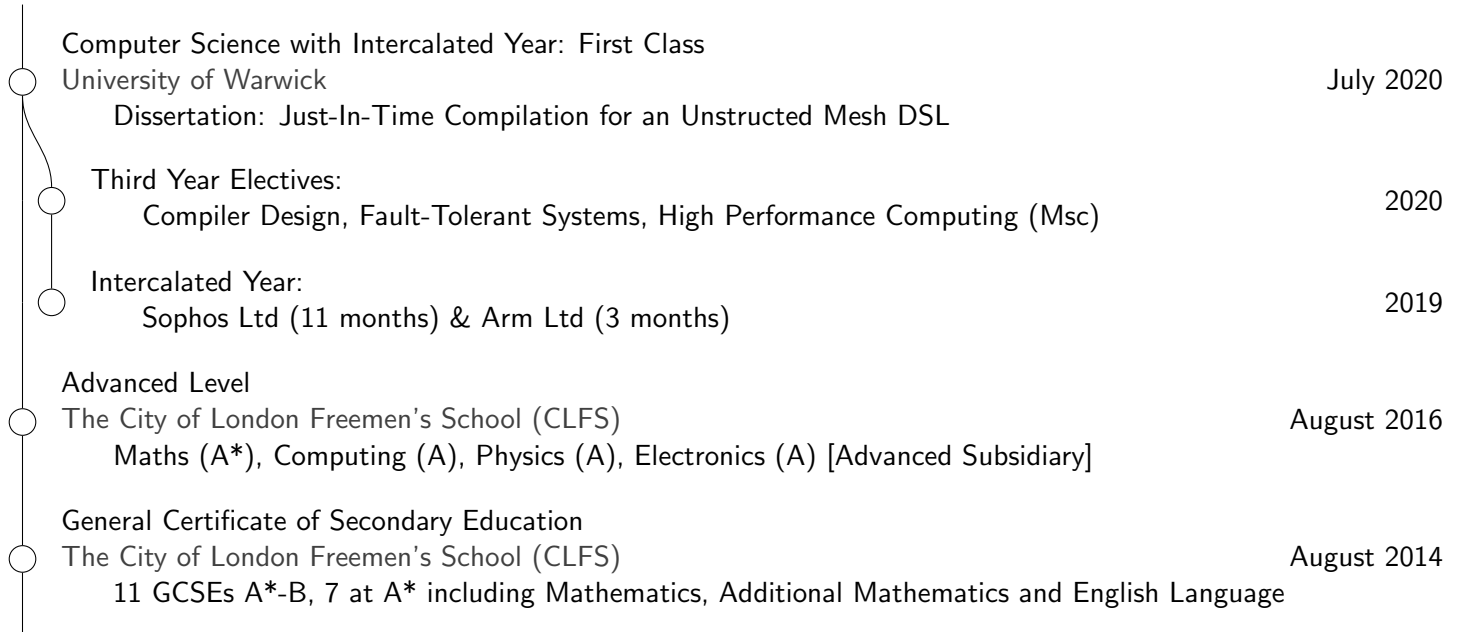 Computer Science with Intercalated Year: First Class
University of Warwick July 2020
Dissertation: Just-In-Time Compilation for an Unstructed Mesh DSL
Third Year Electives:
2020
Compiler Design, Fault-Tolerant Systems, High Performance Computing (Msc)
Intercalated Year:
2019
Sophos Ltd (11 months) & Arm Ltd (3 months)
Advanced Level
The City of London Freemen's School (CLFS) August 2016
Maths (A*), Computing (A), Physics (A), Electronics (A) [Advanced Subsidiary]
General Certificate of Secondary Education
The City of London Freemen's School (CLFS) August 2014
11 GCSEs A*-B, 7 at A* including Mathematics, Additional Mathematics and English Language